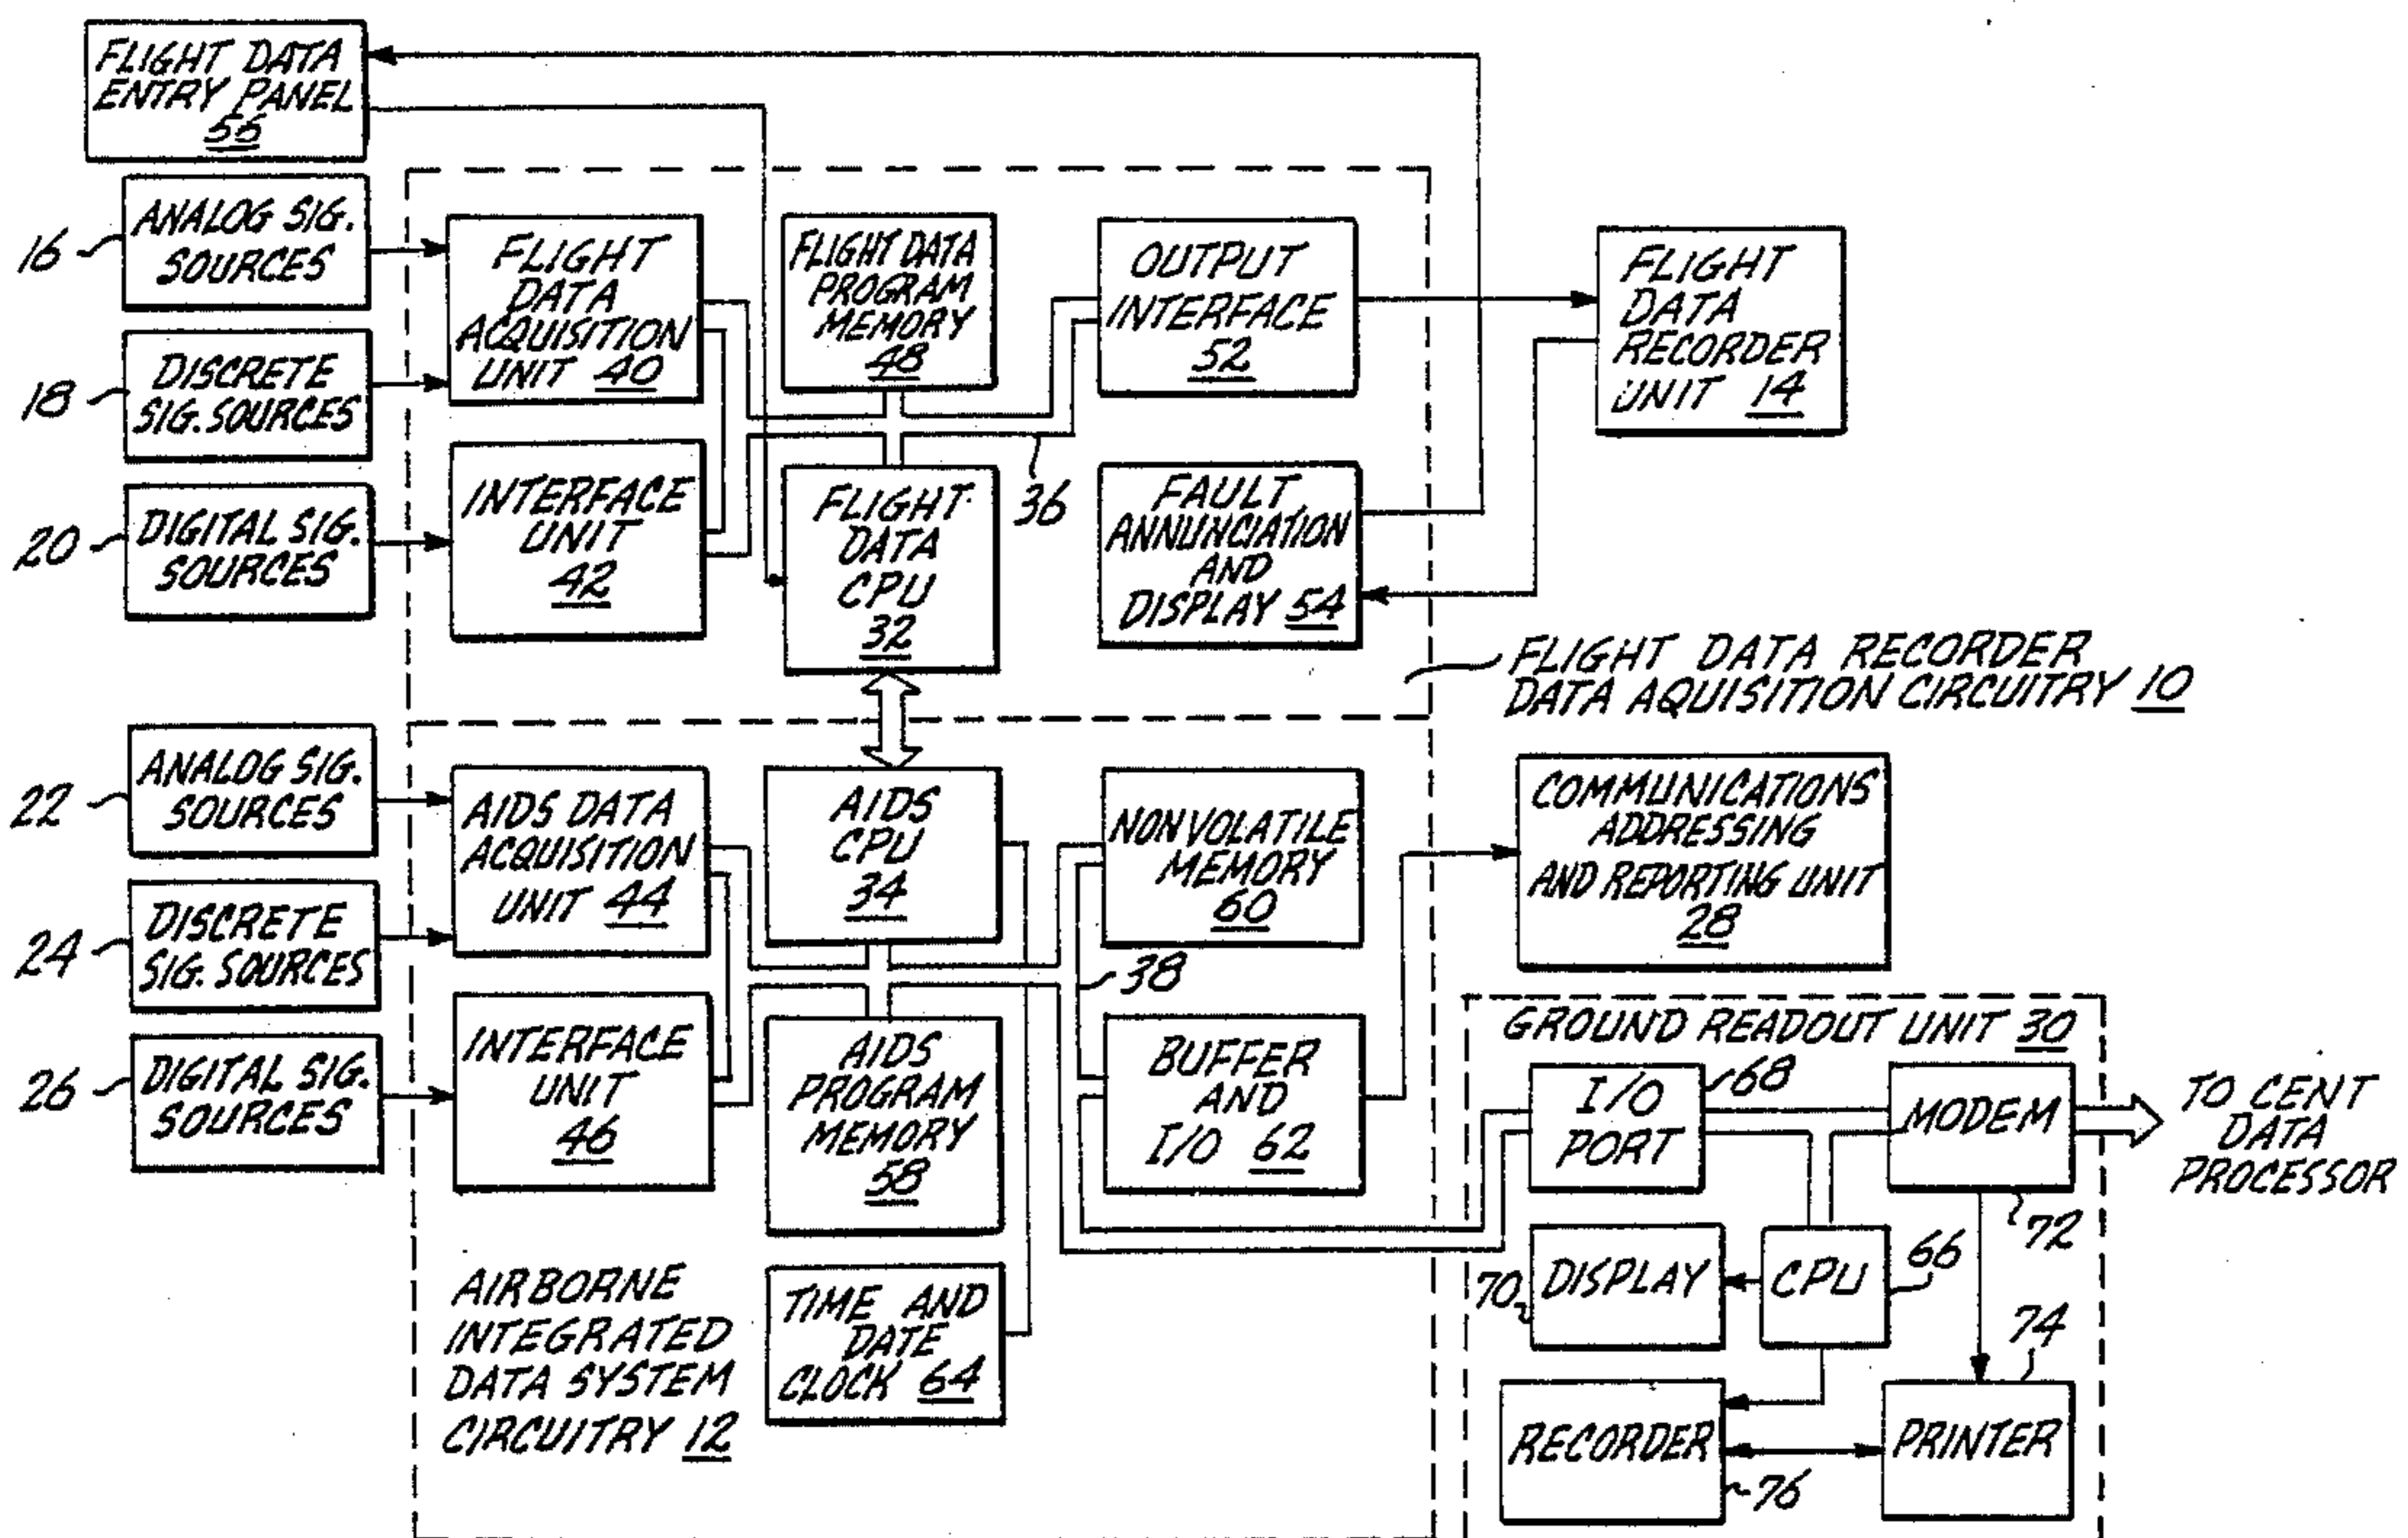 FLIGHT DATA
ENTRY PANEL
56
16
ANALOG SIG.
SOURCES
18
DISCRETE
SIG. SOURCES
20
DIGITAL SIG.
SOURCES
FLIGHT
DATA
ACQUISITION
UNIT 40
INTERFACE
UNIT
42
FLIGHT DATA
PROGRAM
MEMORY
48
FLIGHT
DATA
CPU
32
OUTPUT
INTERFACE
52
36
FAULT
ANNUNCIATION
AND
DISPLAY 54
FLIGHT
DATA
RECORDER
UNIT 14
FLIGHT DATA RECORDER
DATA AQUISITION CIRCUITRY 10
22
ANALOG SIG.
SOURCES
24
DISCRETE
SIG. SOURCES
26
DIGITAL SIG.
SOURCES
AIDS DATA
ACQUISITION
UNIT 44
INTERFACE
UNIT
46
AIDS
CPU
34
AIDS
PROGRAM
MEMORY
58
TIME AND
DATE
CLOCK 64
NONVOLATILE
MEMORY
60
38
BUFFER
AND
I/O 62
AIRBORNE
INTEGRATED
DATA SYSTEM
CIRCUITRY 12
COMMUNICATIONS
ADDRESSING
AND REPORTING UNIT
28
GROUND READOUT UNIT 30
I/O
PORT
68
MODEM
72
TO CENT
DATA
PROCESSOR
70
DISPLAY
CPU
66
74
RECORDER
76
PRINTER